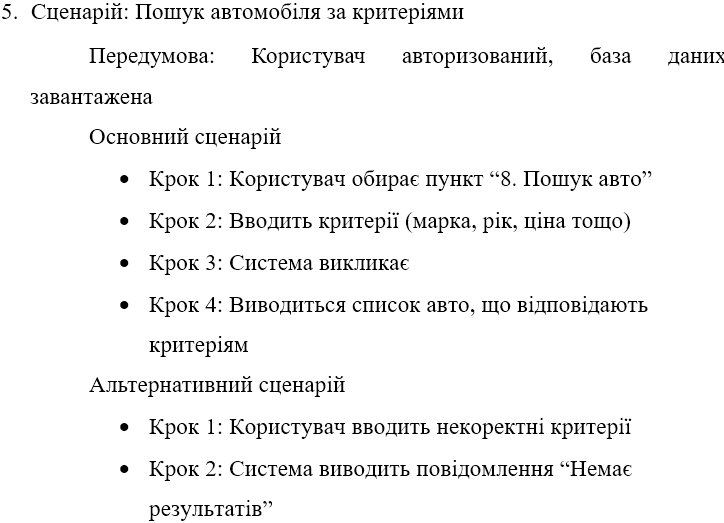 5. Сценарій: Пошук автомобіля за критеріями
Передумова: Користувач авторизований, база даних
завантажена
Основний сценарій
• Крок 1: Користувач обирає пункт “8. Пошук авто”
• Крок 2: Вводить критерії (марка, рік, ціна тощо)
• Крок 3: Система викликає
• Крок 4: Виводиться список авто, що відповідають
критеріям
Альтернативний сценарій
• Крок 1: Користувач вводить некоректні критерії
• Крок 2: Система виводить повідомлення “Немає
результатів”